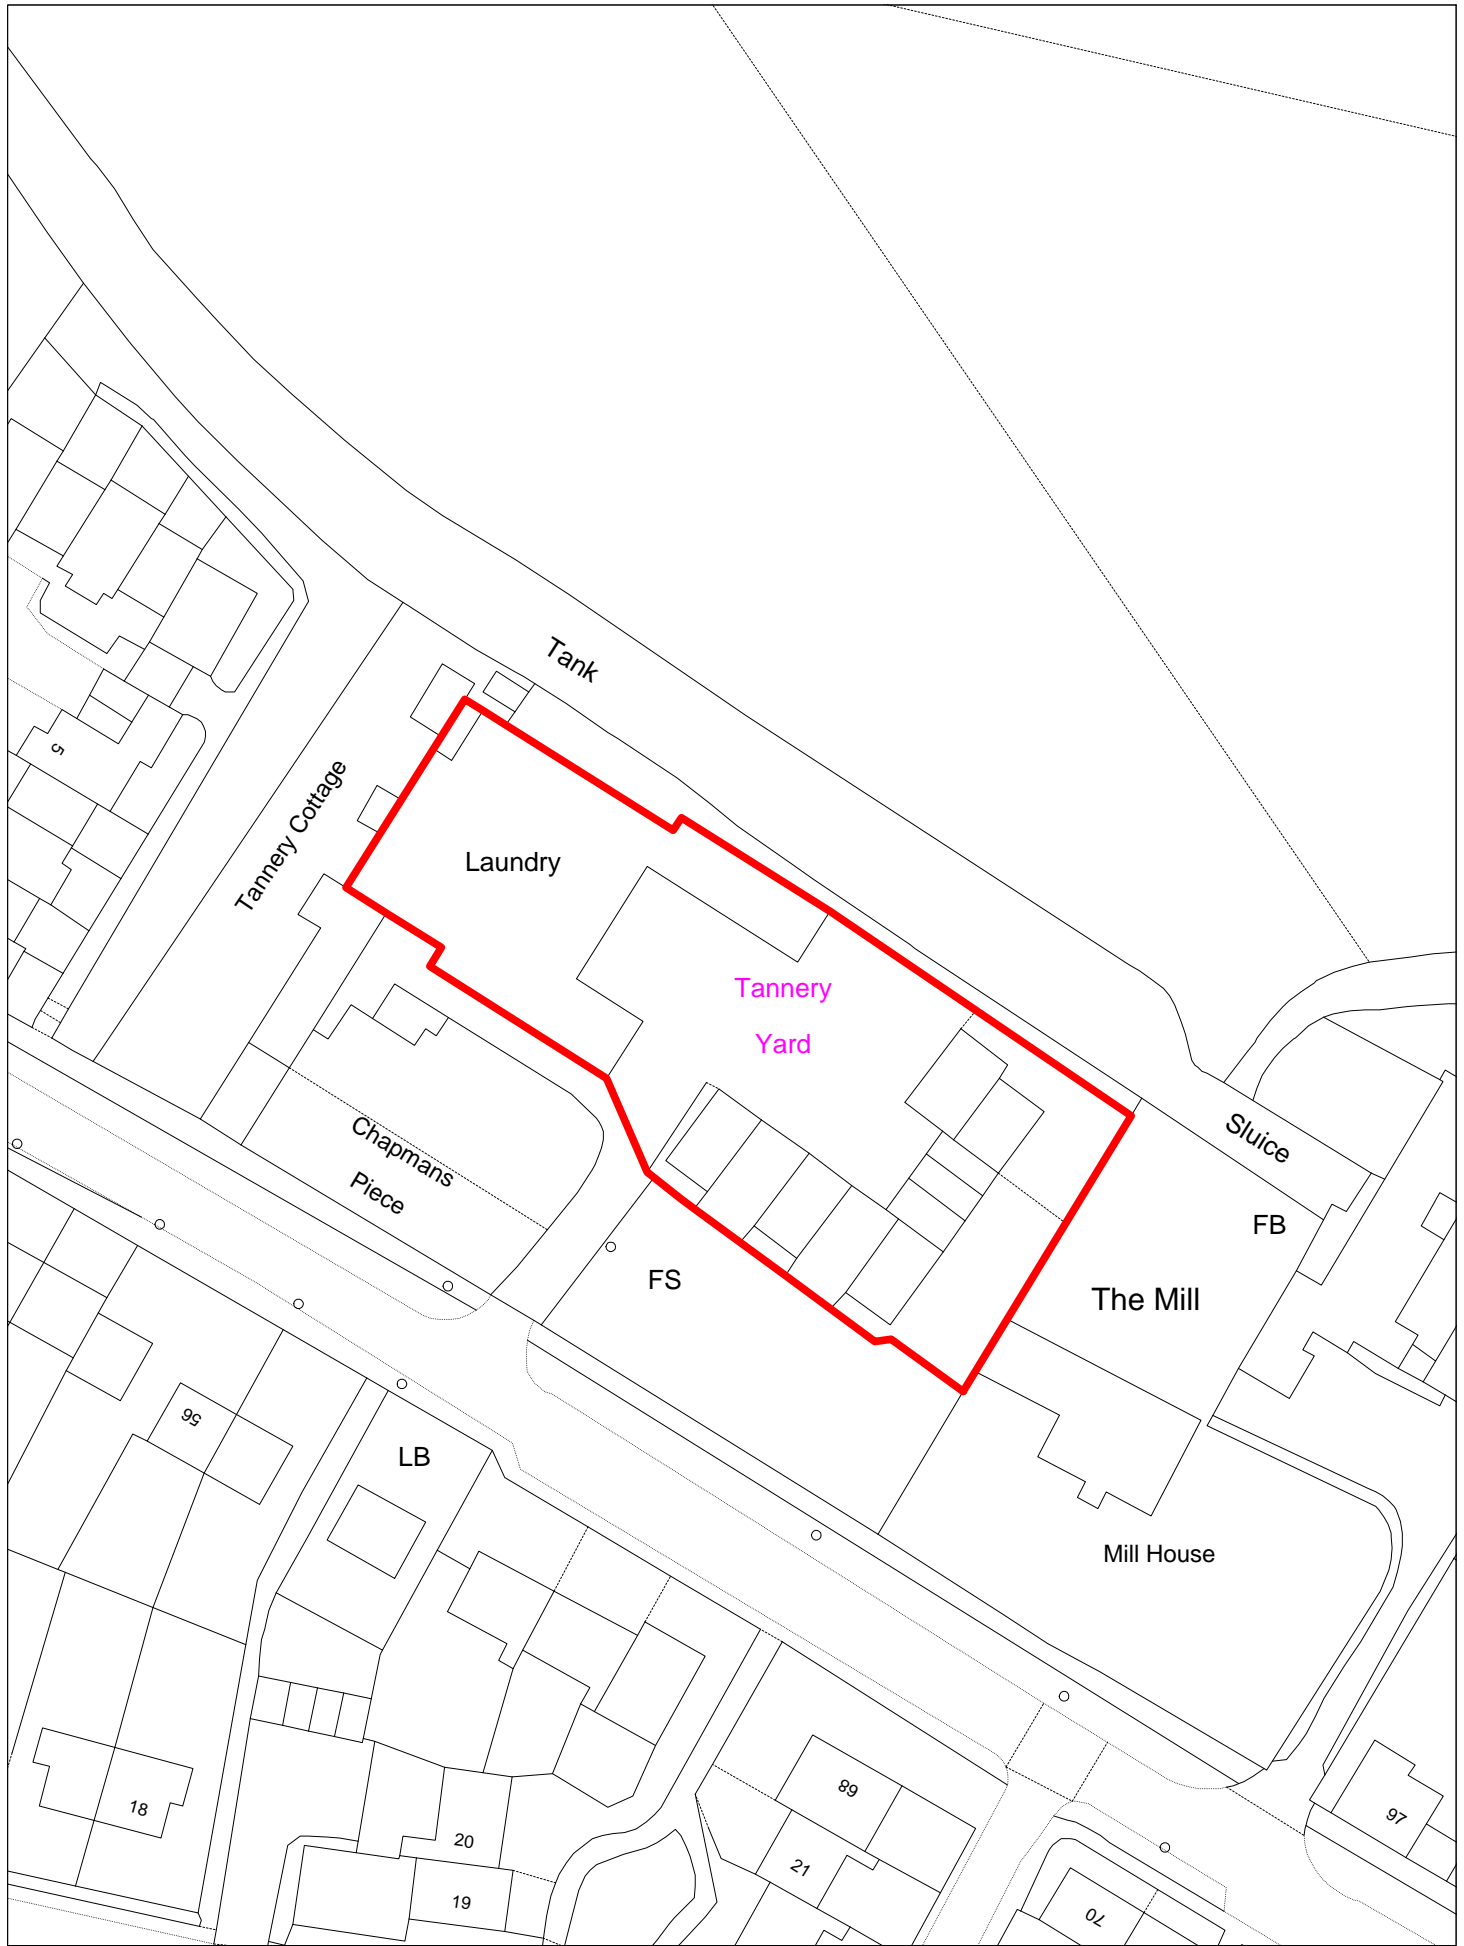 Tank
5
Tannery Cottage
Laundry
Tannery
Yard
Chapmans
Piece
Sluice
FB
FS
The Mill
56
LB
Mill House
18
20
19
89
21
97
70